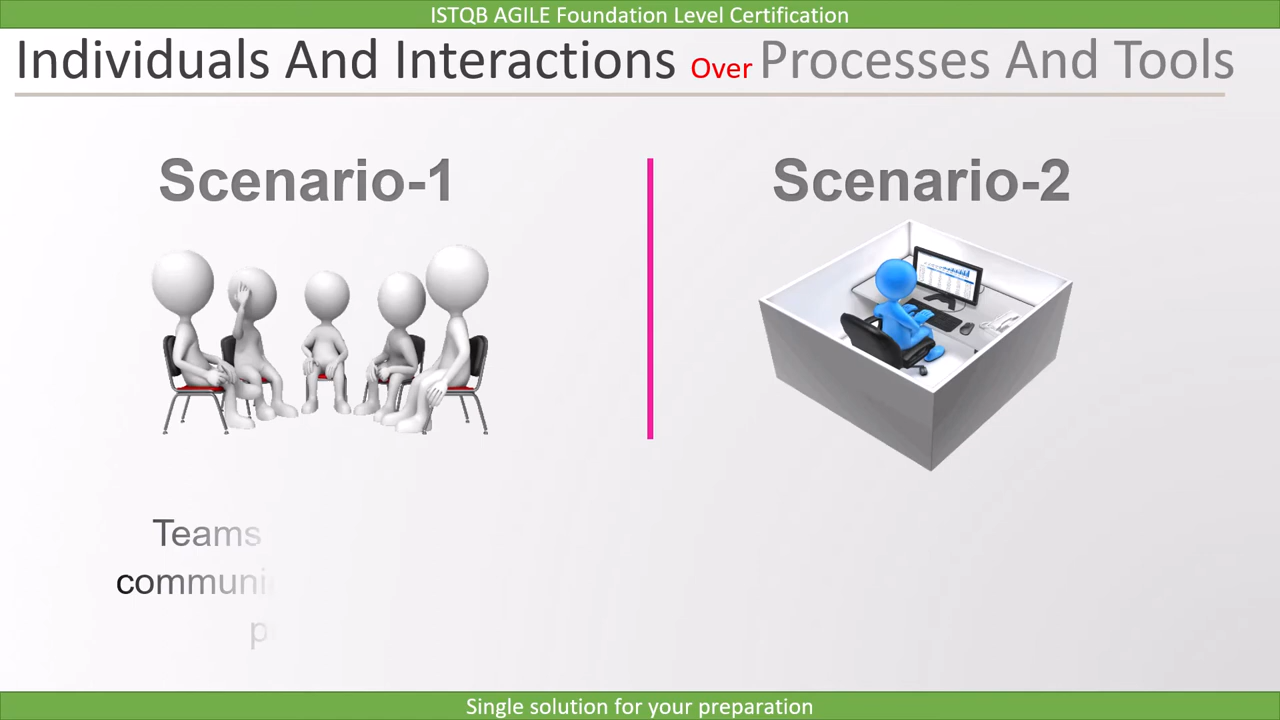 ISTQB AGILE Foundation Level Certification
Individuals And Interactions Over Processes And Tools
Scenario-1
Scenario-2
Teams
Single solution for your preparation